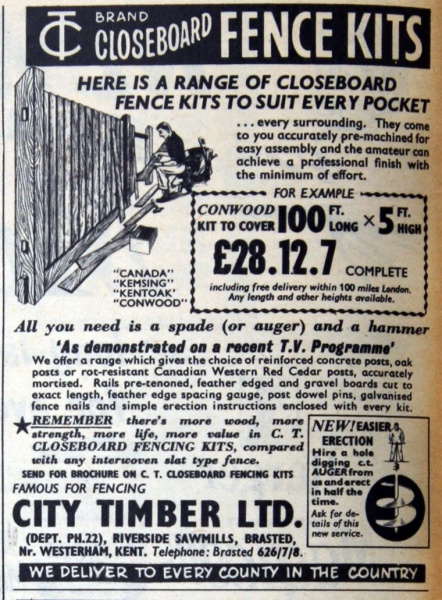 CT BRAND
CLOSEBOARD FENCE KITS
HERE IS A RANGE OF CLOSEBOARD
FENCE KITS TO SUIT EVERY POCKET
... every surrounding. They come
to you accurately pre-machined for
easy assembly and the amateur can
achieve a professional finish with
the minimum of effort.
FOR EXAMPLE
CONWOOD 100 FT. LONG × 5 FT. HIGH
KIT TO COVER
£28.12.7 COMPLETE
including free delivery within 100 miles London.
Any length and other heights available.
"CANADA"
"KEMSING"
"KENTOAK'
"CONWOOD"
All you need is a spade (or auger) and a hammer
'As demonstrated on a recent T.V. Programme'
We offer a range which gives the choice of reinforced concrete posts, oak
posts or rot-resistant Canadian Western Red Cedar posts, accurately
mortised. Rails pre-tenoned, feather edged and gravel boards cut to
exact length, feather edge spacing gauge, post dowel pins, galvanised
fence nails and simple erection instructions enclosed with every kit.
★REMEMBER there's more wood, more
strength, more life, more value in C. T.
CLOSEBOARD FENCING KITS, compared
with any interwoven slat type fence.
SEND FOR BROCHURE ON C. T. CLOSEBOARD FENCING KITS
FAMOUS FOR FENCING
CITY TIMBER LTD.
(DEPT. PH.22), RIVERSIDE SAWMILLS, BRASTED,
Nr. WESTERHAM, KENT. Telephone: Brasted 626/7/8.
NEW! EASIER
ERECTION
Hire a hole
digging c.t.
AUGER from
us and erect
in half the
time.
Ask for de-
tails of this
new service.
WE DELIVER TO EVERY COUNTY IN THE COUNTRY